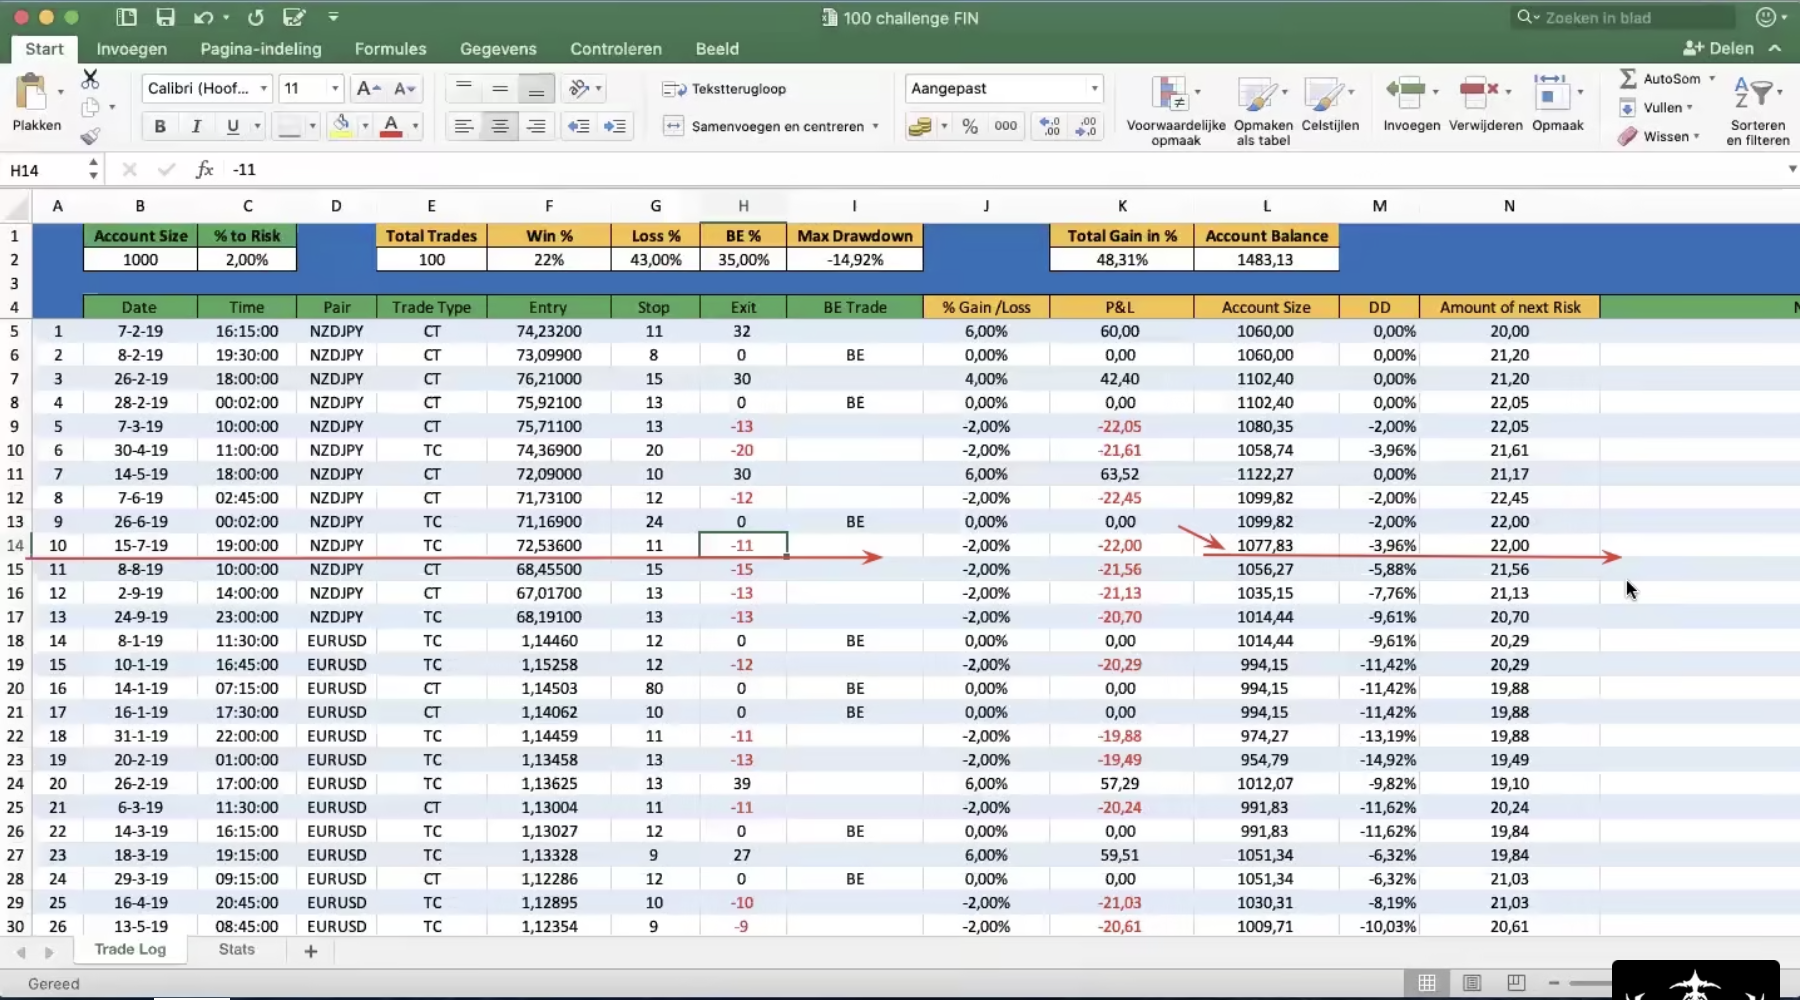 100 challenge FIN
Zoeken in blad
Start Invoegen Pagina-indeling Formules Gegevens Controleren Beeld Delen
Plakken
Calibri (Hoof... 11 A A
B I U A
Tekstterugloop
Samenvoegen en centreren
Aangepast
% 000 ,0 ,00 ,00 ,0
Voorwaardelijke opmaak
Opmaken als tabel
Celstijlen
Invoegen Verwijderen Opmaak
AutoSom
Vullen
Wissen
Sorteren en filteren
H14 fx -11
A B C D E F G H I J K L M N
1 Account Size % to Risk Total Trades Win % Loss % BE % Max Drawdown Total Gain in % Account Balance
2 1000 2,00% 100 22% 43,00% 35,00% -14,92% 48,31% 1483,13
3
4 Date Time Pair Trade Type Entry Stop Exit BE Trade % Gain /Loss P&L Account Size DD Amount of next Risk
5 1 7-2-19 16:15:00 NZDJPY CT 74,23200 11 32 6,00% 60,00 1060,00 0,00% 20,00
6 2 8-2-19 19:30:00 NZDJPY CT 73,09900 8 0 BE 0,00% 0,00 1060,00 0,00% 21,20
7 3 26-2-19 18:00:00 NZDJPY CT 76,21000 15 30 4,00% 42,40 1102,40 0,00% 21,20
8 4 28-2-19 00:02:00 NZDJPY CT 75,92100 13 0 BE 0,00% 0,00 1102,40 0,00% 22,05
9 5 7-3-19 10:00:00 NZDJPY CT 75,71100 13 -13 -2,00% -22,05 1080,35 -2,00% 22,05
10 6 30-4-19 11:00:00 NZDJPY TC 74,36900 20 -20 -2,00% -21,61 1058,74 -3,96% 21,61
11 7 14-5-19 18:00:00 NZDJPY CT 72,09000 10 30 6,00% 63,52 1122,27 0,00% 21,17
12 8 7-6-19 02:45:00 NZDJPY CT 71,73100 12 -12 -2,00% -22,45 1099,82 -2,00% 22,45
13 9 26-6-19 00:02:00 NZDJPY TC 71,16900 24 0 BE 0,00% 0,00 1099,82 -2,00% 22,00
14 10 15-7-19 19:00:00 NZDJPY TC 72,53600 11 -11 -2,00% -22,00 1077,83 -3,96% 22,00
15 11 8-8-19 10:00:00 NZDJPY CT 68,45500 15 -15 -2,00% -21,56 1056,27 -5,88% 21,56
16 12 2-9-19 14:00:00 NZDJPY CT 67,01700 13 -13 -2,00% -21,13 1035,15 -7,76% 21,13
17 13 24-9-19 23:00:00 NZDJPY TC 68,19100 13 -13 -2,00% -20,70 1014,44 -9,61% 20,70
18 14 8-1-19 11:30:00 EURUSD TC 1,14460 12 0 BE 0,00% 0,00 1014,44 -9,61% 20,29
19 15 10-1-19 16:45:00 EURUSD TC 1,15258 12 -12 -2,00% -20,29 994,15 -11,42% 20,29
20 16 14-1-19 07:15:00 EURUSD CT 1,14503 80 0 BE 0,00% 0,00 994,15 -11,42% 19,88
21 17 16-1-19 17:30:00 EURUSD CT 1,14062 10 0 BE 0,00% 0,00 994,15 -11,42% 19,88
22 18 31-1-19 22:00:00 EURUSD CT 1,14459 11 -11 -2,00% -19,88 974,27 -13,19% 19,88
23 19 20-2-19 01:00:00 EURUSD TC 1,13458 13 -13 -2,00% -19,49 954,79 -14,92% 19,49
24 20 26-2-19 17:00:00 EURUSD TC 1,13625 13 39 6,00% 57,29 1012,07 -9,82% 19,10
25 21 6-3-19 11:30:00 EURUSD CT 1,13004 11 -11 -2,00% -20,24 991,83 -11,62% 20,24
26 22 14-3-19 16:15:00 EURUSD TC 1,13027 12 0 BE 0,00% 0,00 991,83 -11,62% 19,84
27 23 18-3-19 19:15:00 EURUSD TC 1,13328 9 27 6,00% 59,51 1051,34 -6,32% 19,84
28 24 29-3-19 09:15:00 EURUSD CT 1,12286 12 0 BE 0,00% 0,00 1051,34 -6,32% 21,03
29 25 16-4-19 20:45:00 EURUSD TC 1,12895 10 -10 -2,00% -21,03 1030,31 -8,19% 21,03
30 26 13-5-19 08:45:00 EURUSD TC 1,12354 9 -9 -2,00% -20,61 1009,71 -10,03% 20,61
Trade Log Stats +
Gereed